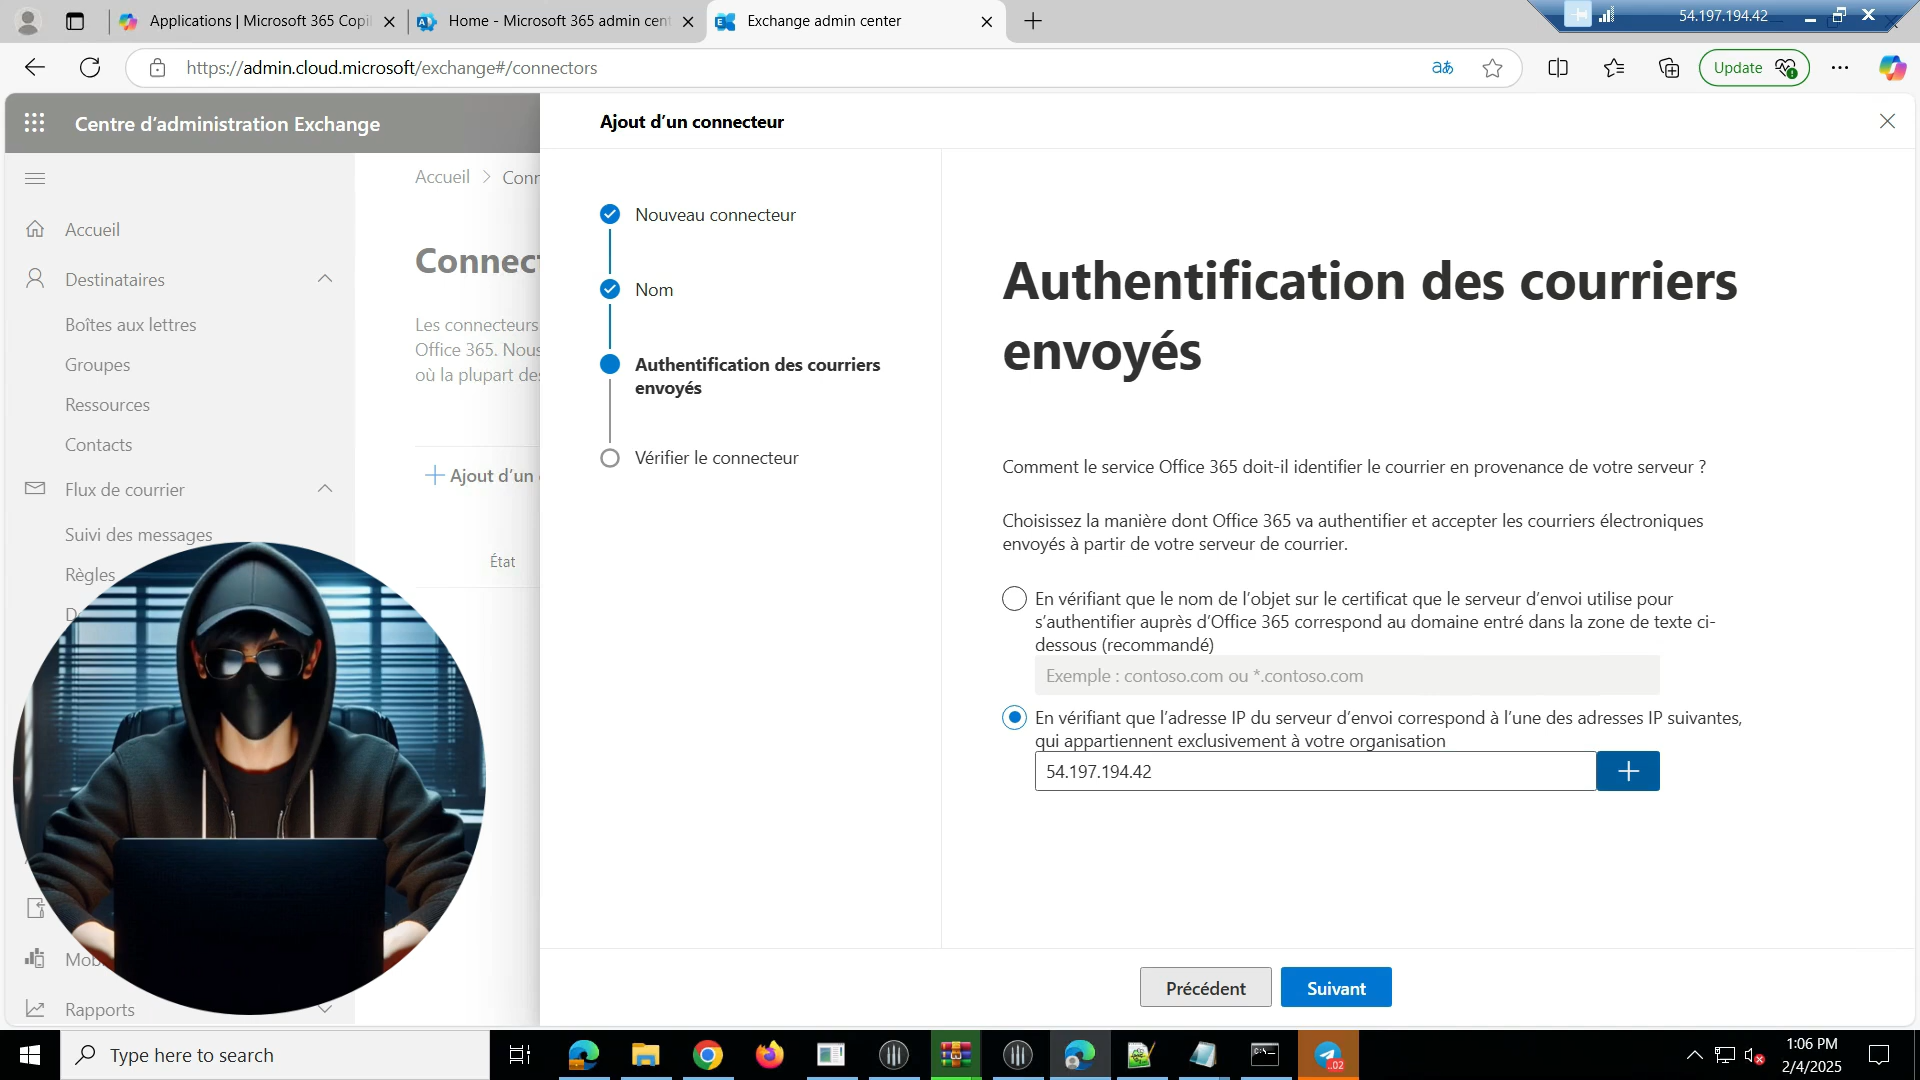 Applications | Microsoft 365 Copi
Home - Microsoft 365 admin cent
Exchange admin center
54.197.194.42
https://admin.cloud.microsoft/exchange#/connectors
aあ
Update
Centre d'administration Exchange
Ajout d'un connecteur
Accueil
Destinataires
Boîtes aux lettres
Groupes
Ressources
Contacts
Flux de courrier
Suivi des messages
Règles
Mob
Rapports
Accueil > Conn
Connect
Les connecteurs
Office 365. Nous
où la plupart des
Ajout d'un
État
Nouveau connecteur
Nom
Authentification des courriers
envoyés
Vérifier le connecteur
Authentification des courriers
envoyés
Comment le service Office 365 doit-il identifier le courrier en provenance de votre serveur ?
Choisissez la manière dont Office 365 va authentifier et accepter les courriers électroniques
envoyés à partir de votre serveur de courrier.
En vérifiant que le nom de l'objet sur le certificat que le serveur d'envoi utilise pour
s'authentifier auprès d'Office 365 correspond au domaine entré dans la zone de texte ci-
dessous (recommandé)
Exemple : contoso.com ou *.contoso.com
En vérifiant que l'adresse IP du serveur d'envoi correspond à l'une des adresses IP suivantes,
qui appartiennent exclusivement à votre organisation
54.197.194.42
Précédent
Suivant
Type here to search
..02
1:06 PM
2/4/2025